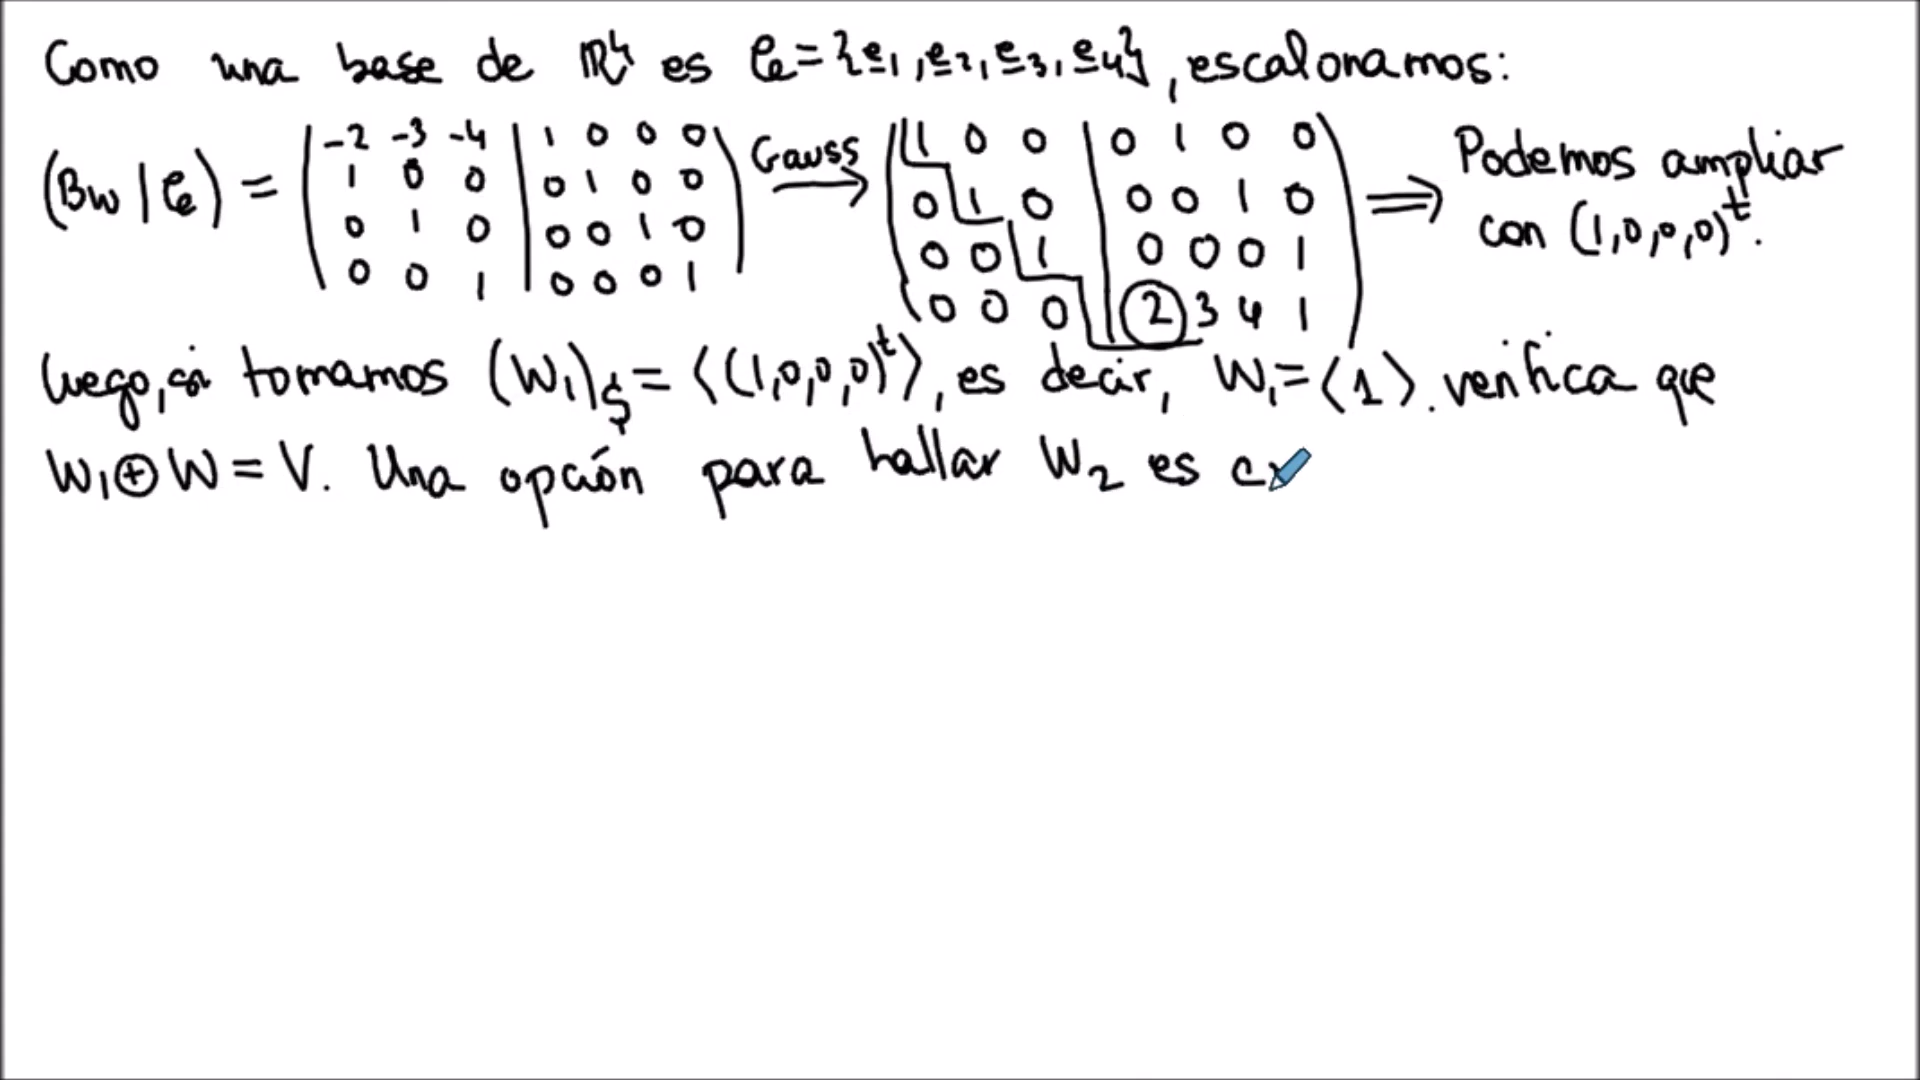 Como una base de ℝ⁴ es 𝒞e={e1,e2,e3,e4}, escalonamos:
(Bw|𝒞e) = ( -2 -3 -4 | 1 0 0 0 ) Gauss→ ( 1 0 0 | 0 1 0 0 ) ⟹ Podemos ampliar
( 1 0 0 | 0 1 0 0 ) ( 0 1 0 | 0 0 1 0 ) con (1,0,0,0)ᵗ.
( 0 1 0 | 0 0 1 0 ) ( 0 0 1 | 0 0 0 1 )
( 0 0 1 | 0 0 0 1 ) ( 0 0 0 | 2 3 4 1 )
luego, si tomamos (W₁)$ = ⟨(1,0,0,0)ᵗ⟩, es decir, W₁=⟨1⟩. verifica que
W₁⊕W = V. Una opción para hallar W₂ es